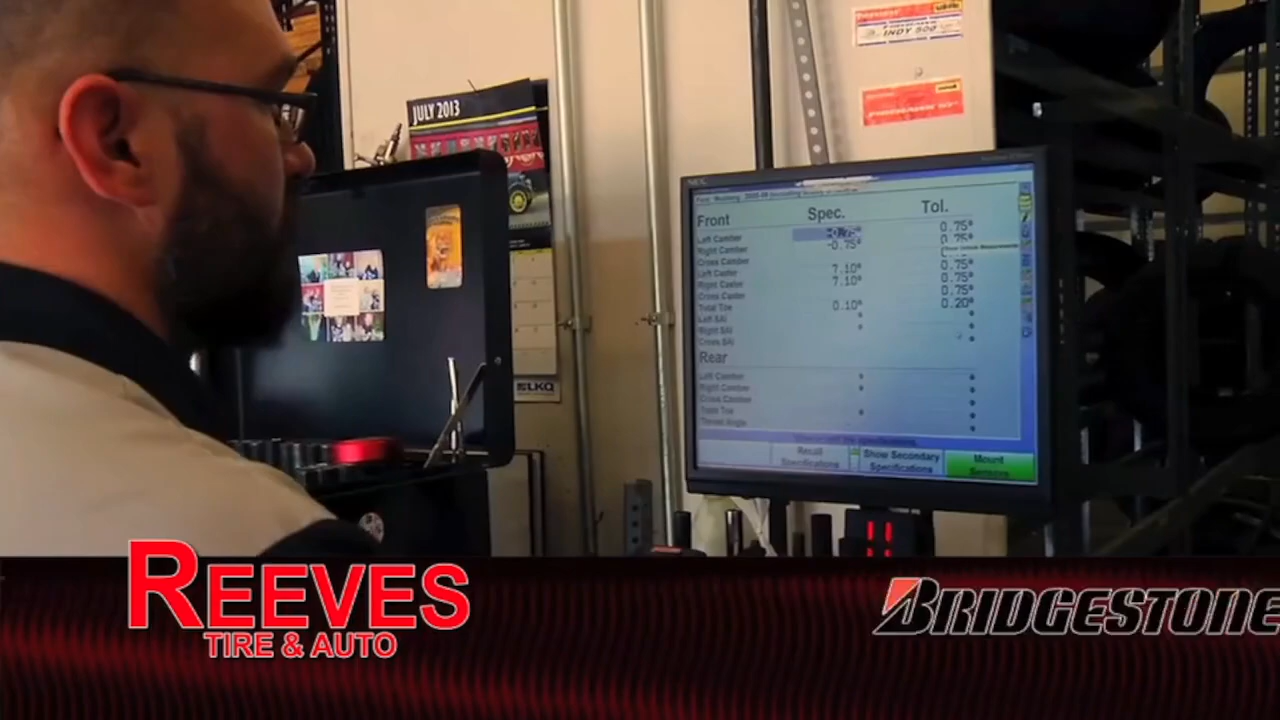 JULY 2013
INDY 500
LKQ
NEC
Front Spec. Tol.
Left Camber -0.75° 0.75°
Right Camber -0.75° 0.75°
Cross Camber
Left Caster 7.10° 0.75°
Right Caster 7.10° 0.75°
Cross Caster 0.75°
Total Toe 0.10° 0.20°
Left SAI
Right SAI
Cross SAI
Rear
Left Camber
Right Camber
Cross Camber
Total Toe
Thrust Angle
Recall Specifications
Show Secondary Specifications
Mount Sensors
REEVES
TIRE & AUTO
BRIDGESTONE